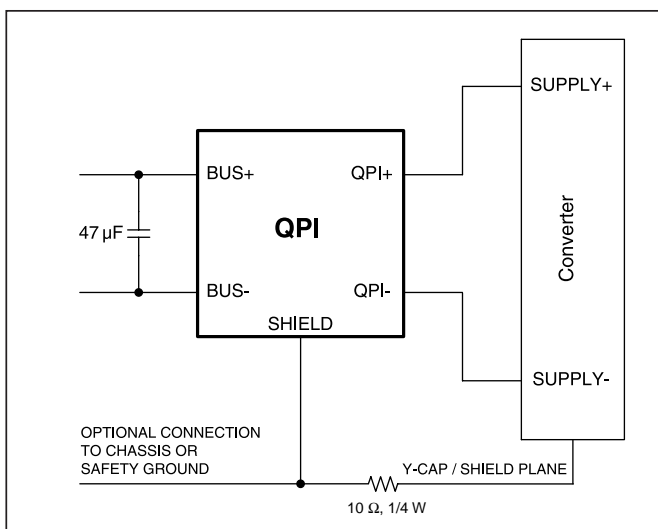 SUPPLY+
BUS+
QPI+
QPI
Converter
47 µF
BUS-
QPI-
SHIELD
SUPPLY-
OPTIONAL CONNECTION
TO CHASSIS OR
SAFETY GROUND
Y-CAP / SHIELD PLANE
10 Ω, 1/4 W